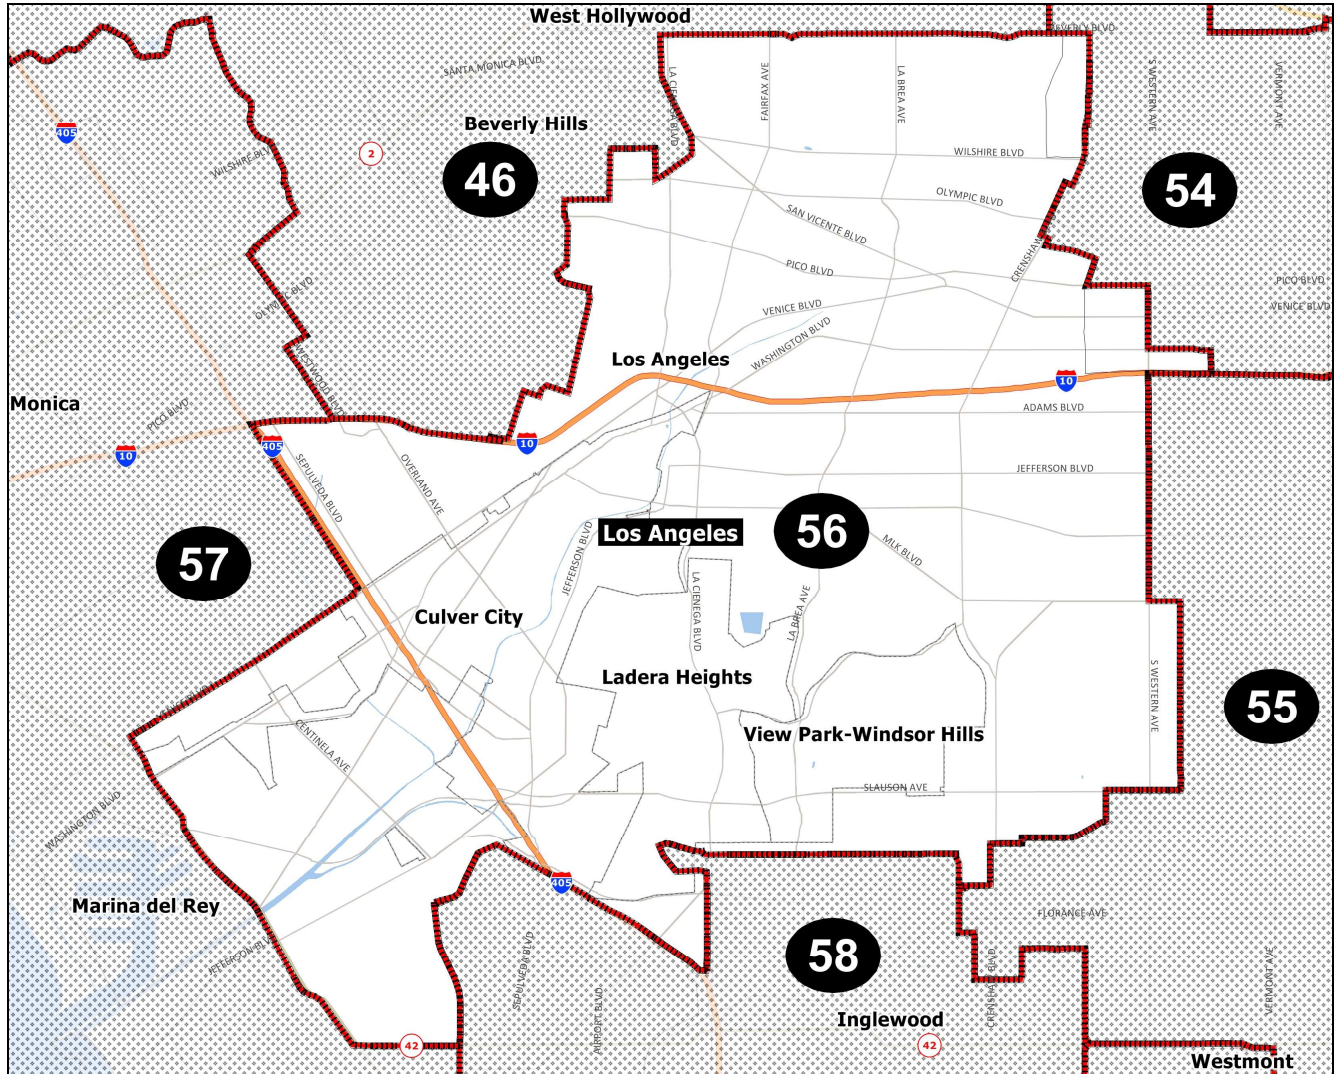 West Hollywood
BEVERLY BLVD
SANTA MONICA BLVD
LA CIENEGA BLVD
FAIRFAX AVE
LA BREA AVE
S WESTERN AVE
VERMONT AVE
Beverly Hills
405
2
WILSHIRE BLVD
WILSHIRE BLVD
46
54
OLYMPIC BLVD
SAN VICENTE BLVD
CRENSHAW
PICO BLVD
PICO BLVD
OLYMPIC BLVD
VENICE BLVD
VENICE BLVD
WASHINGTON BLVD
Los Angeles
WESTWOOD BLVD
10
Monica
PICO BLVD
ADAMS BLVD
405
10
10
SEPULVEDA BLVD
OVERLAND AVE
JEFFERSON BLVD
Los Angeles
56
57
JEFFERSON BLVD
MLK BLVD
LA CIENEGA BLVD
LA BREA AVE
Culver City
Ladera Heights
S WESTERN AVE
55
VENICE BLVD
View Park-Windsor Hills
CENTINELA AVE
SLAUSON AVE
WASHINGTON BLVD
405
Marina del Rey
FLORANCE AVE
JEFFERSON BLVD
58
SEPULVEDA BLVD
AIRPORT BLVD
CRENSHAW BLVD
VERMONT AVE
Inglewood
42
42
Westmont